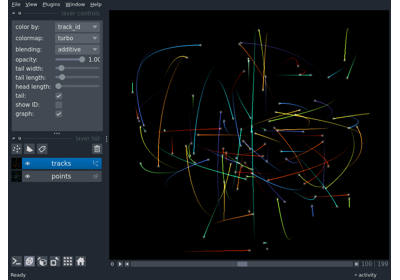 File View Plugins Window Help
layer controls
color by: track_id
colormap: turbo
blending: additive
opacity: 1.00
tail width:
tail length:
head length:
tail:
show ID:
graph:
layer list
tracks
points
0 100 199
Ready activity